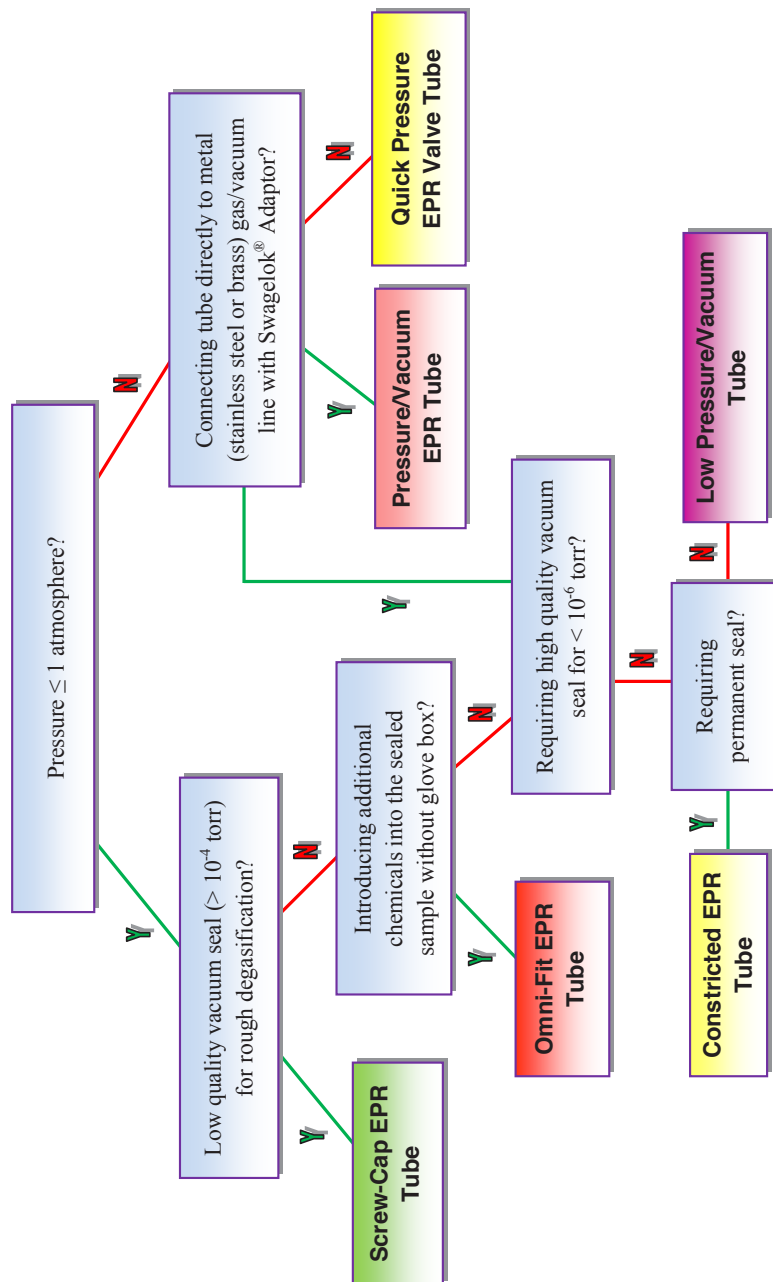 Pressure ≤ 1 atmosphere?
Y
N
Low quality vacuum seal (> 10⁻⁴ torr)
for rough degasification?
Connecting tube directly to metal
(stainless steel or brass) gas/vacuum
line with Swagelok® Adaptor?
Y
N
Y
Y
N
Screw-Cap EPR
Tube
Introducing additional
chemicals into the sealed
sample without glove box?
Pressure/Vacuum
EPR Tube
Quick Pressure
EPR Valve Tube
Y
N
Omni-Fit EPR
Tube
Requiring high quality vacuum
seal for < 10⁻⁶ torr?
N
Constricted EPR
Tube
Y
Requiring
permanent seal?
N
Low Pressure/Vacuum
Tube